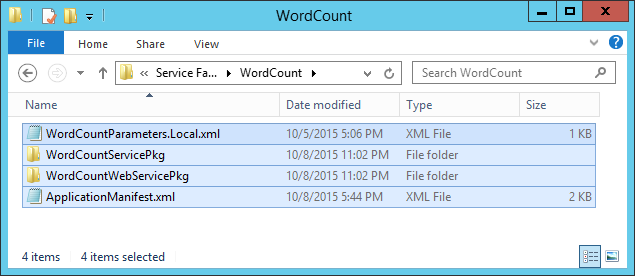 WordCount
File Home Share View
« Service Fa... WordCount Search WordCount
Name Date modified Type Size
WordCountParameters.Local.xml 10/5/2015 5:06 PM XML File 1 KB
WordCountServicePkg 10/8/2015 11:02 PM File folder
WordCountWebServicePkg 10/8/2015 11:02 PM File folder
ApplicationManifest.xml 10/8/2015 5:44 PM XML File 2 KB
4 items 4 items selected